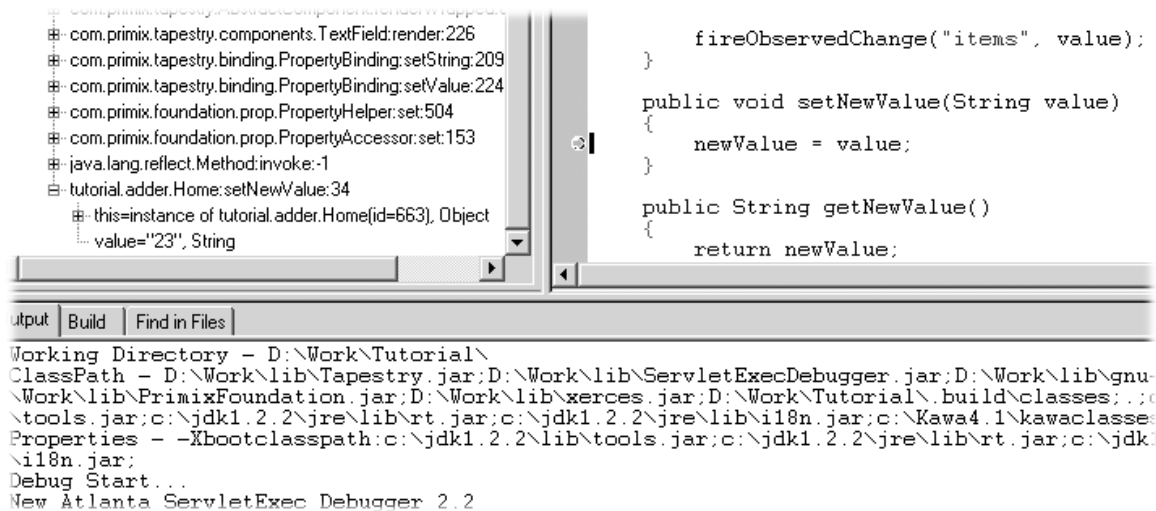 com.primix.tapestry.AbstractComponent.renderWrapped:
com.primix.tapestry.components.TextField:render:226
com.primix.tapestry.binding.PropertyBinding:setString:209
com.primix.tapestry.binding.PropertyBinding:setValue:224
com.primix.foundation.prop.PropertyHelper:set:504
com.primix.foundation.prop.PropertyAccessor:set:153
java.lang.reflect.Method:invoke:-1
tutorial.adder.Home:setNewValue:34
this=instance of tutorial.adder.Home(id=663), Object
value="23", String
fireObservedChange("items", value);
}
public void setNewValue(String value)
{
newValue = value;
}
public String getNewValue()
{
return newValue;
utput Build Find in Files
Working Directory - D:\Work\Tutorial\
ClassPath - D:\Work\lib\Tapestry.jar;D:\Work\lib\ServletExecDebugger.jar;D:\Work\lib\gnu-
\Work\lib\PrimixFoundation.jar;D:\Work\lib\xerces.jar;D:\Work\Tutorial\.build\classes;.;c
\tools.jar;c:\jdk1.2.2\jre\lib\rt.jar;c:\jdk1.2.2\jre\lib\i18n.jar;c:\Kawa4.1\kawaclasses
Properties - -Xbootclasspath:c:\jdk1.2.2\lib\tools.jar;c:\jdk1.2.2\jre\lib\rt.jar;c:\jdk1
\i18n.jar;
Debug Start...
New Atlanta ServletExec Debugger 2.2